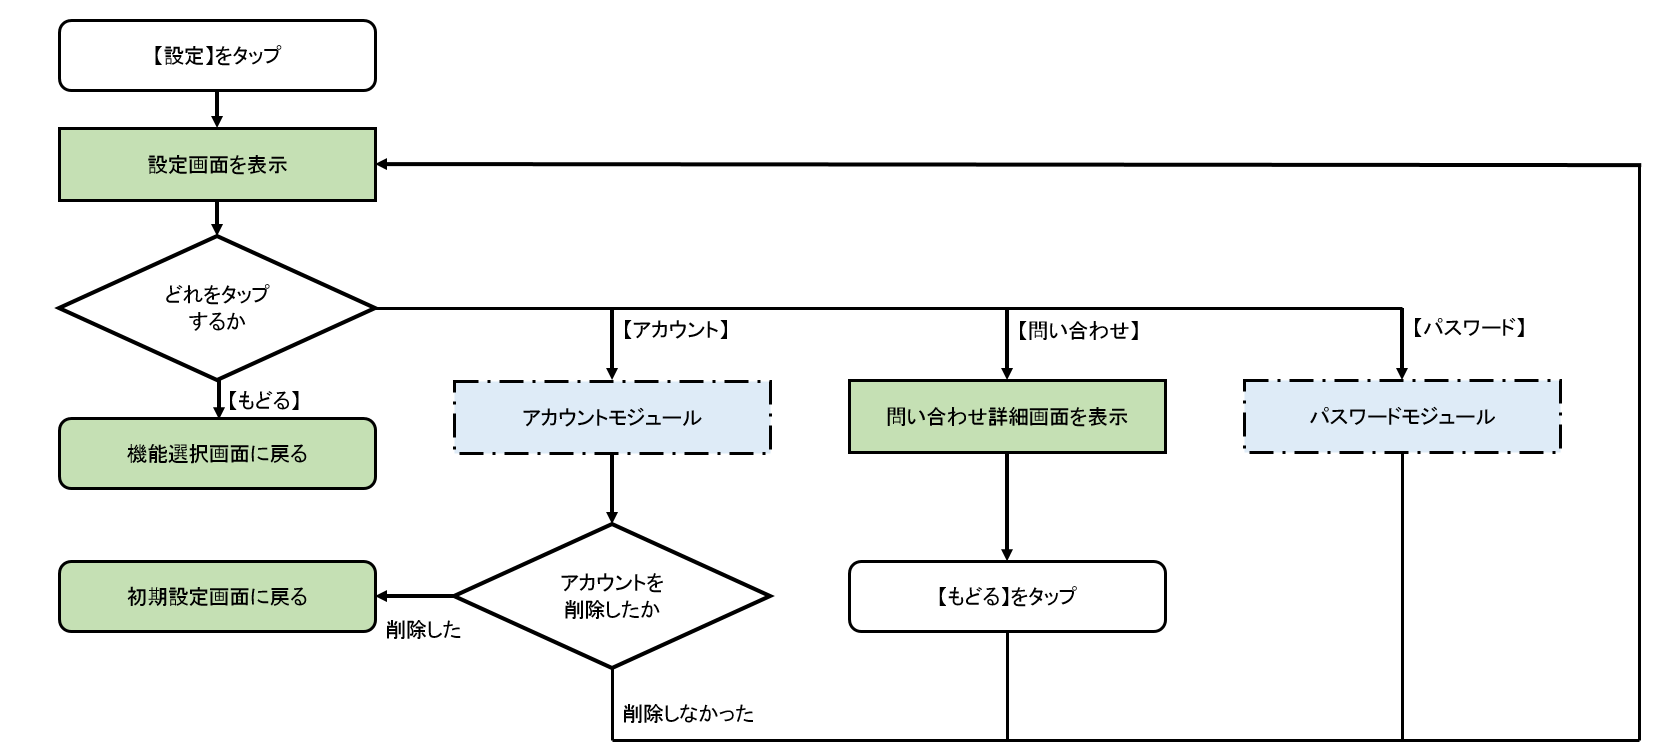 【設定】をタップ
設定画面を表示
どれをタップ
するか
【アカウント】
【問い合わせ】
【パスワード】
【もどる】
機能選択画面に戻る
アカウントモジュール
問い合わせ詳細画面を表示
パスワードモジュール
初期設定画面に戻る
削除した
アカウントを
削除したか
【もどる】をタップ
削除しなかった